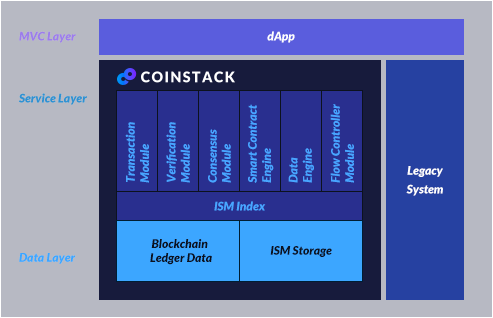 MVC Layer
dApp
COINSTACK
Service Layer
Transaction
Module
Verification
Module
Consensus
Module
Smart Contract
Engine
Data
Engine
Flow Controller
Module
Legacy
System
ISM Index
Blockchain
Ledger Data
ISM Storage
Data Layer